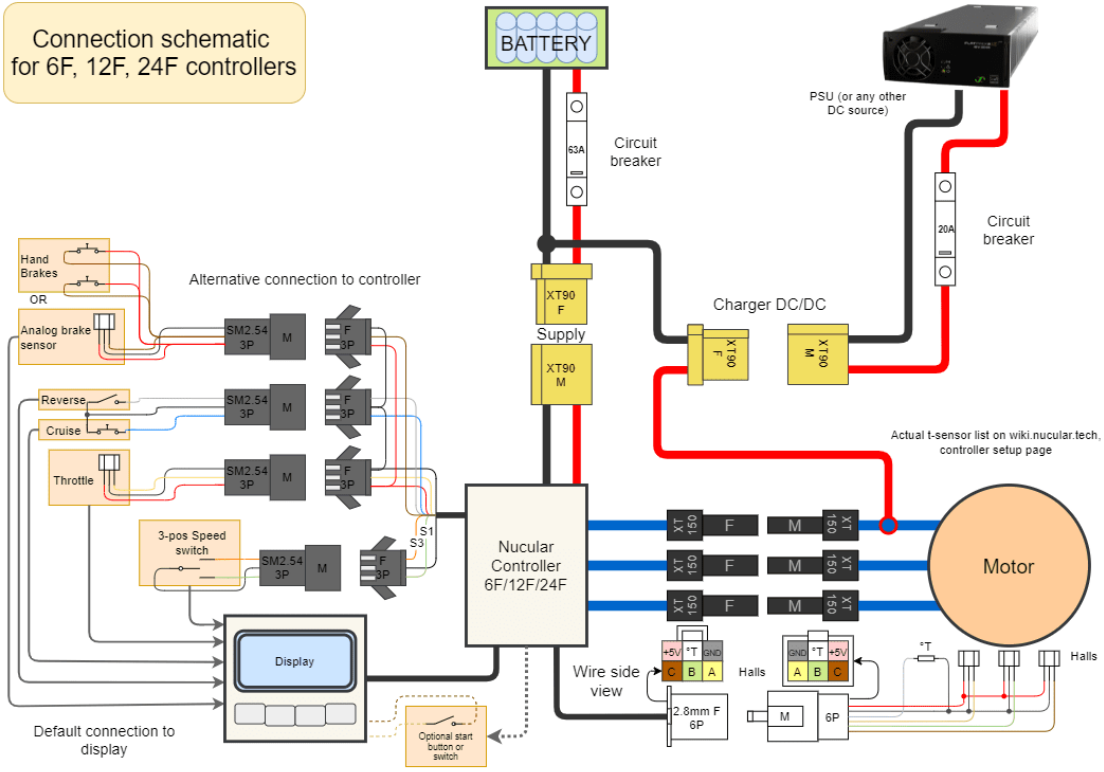 Connection schematic
for 6F, 12F, 24F controllers
BATTERY
PSU (or any other
DC source)
63A
Circuit
breaker
20A
Circuit
breaker
Hand
Brakes
OR
Analog brake
sensor
Alternative connection to controller
SM2.54
3P
M
F
3P
XT90
F
Supply
XT90
M
Charger DC/DC
XT90
F
XT90
M
Reverse
Cruise
SM2.54
3P
M
F
3P
Actual t-sensor list on wiki.nucular.tech,
controller setup page
Throttle
SM2.54
3P
M
F
3P
S1
S3
3-pos Speed
switch
SM2.54
3P
M
F
3P
Nucular
Controller
6F/12F/24F
XT
150
F
M
XT
150
XT
150
F
M
XT
150
XT
150
F
M
XT
150
Motor
Display
Default connection to
display
Optional start
button or
switch
Wire side
view
+5V
°T
GND
C
B
A
Halls
GND
°T
+5V
A
B
C
°T
Halls
2.8mm F
6P
M
6P